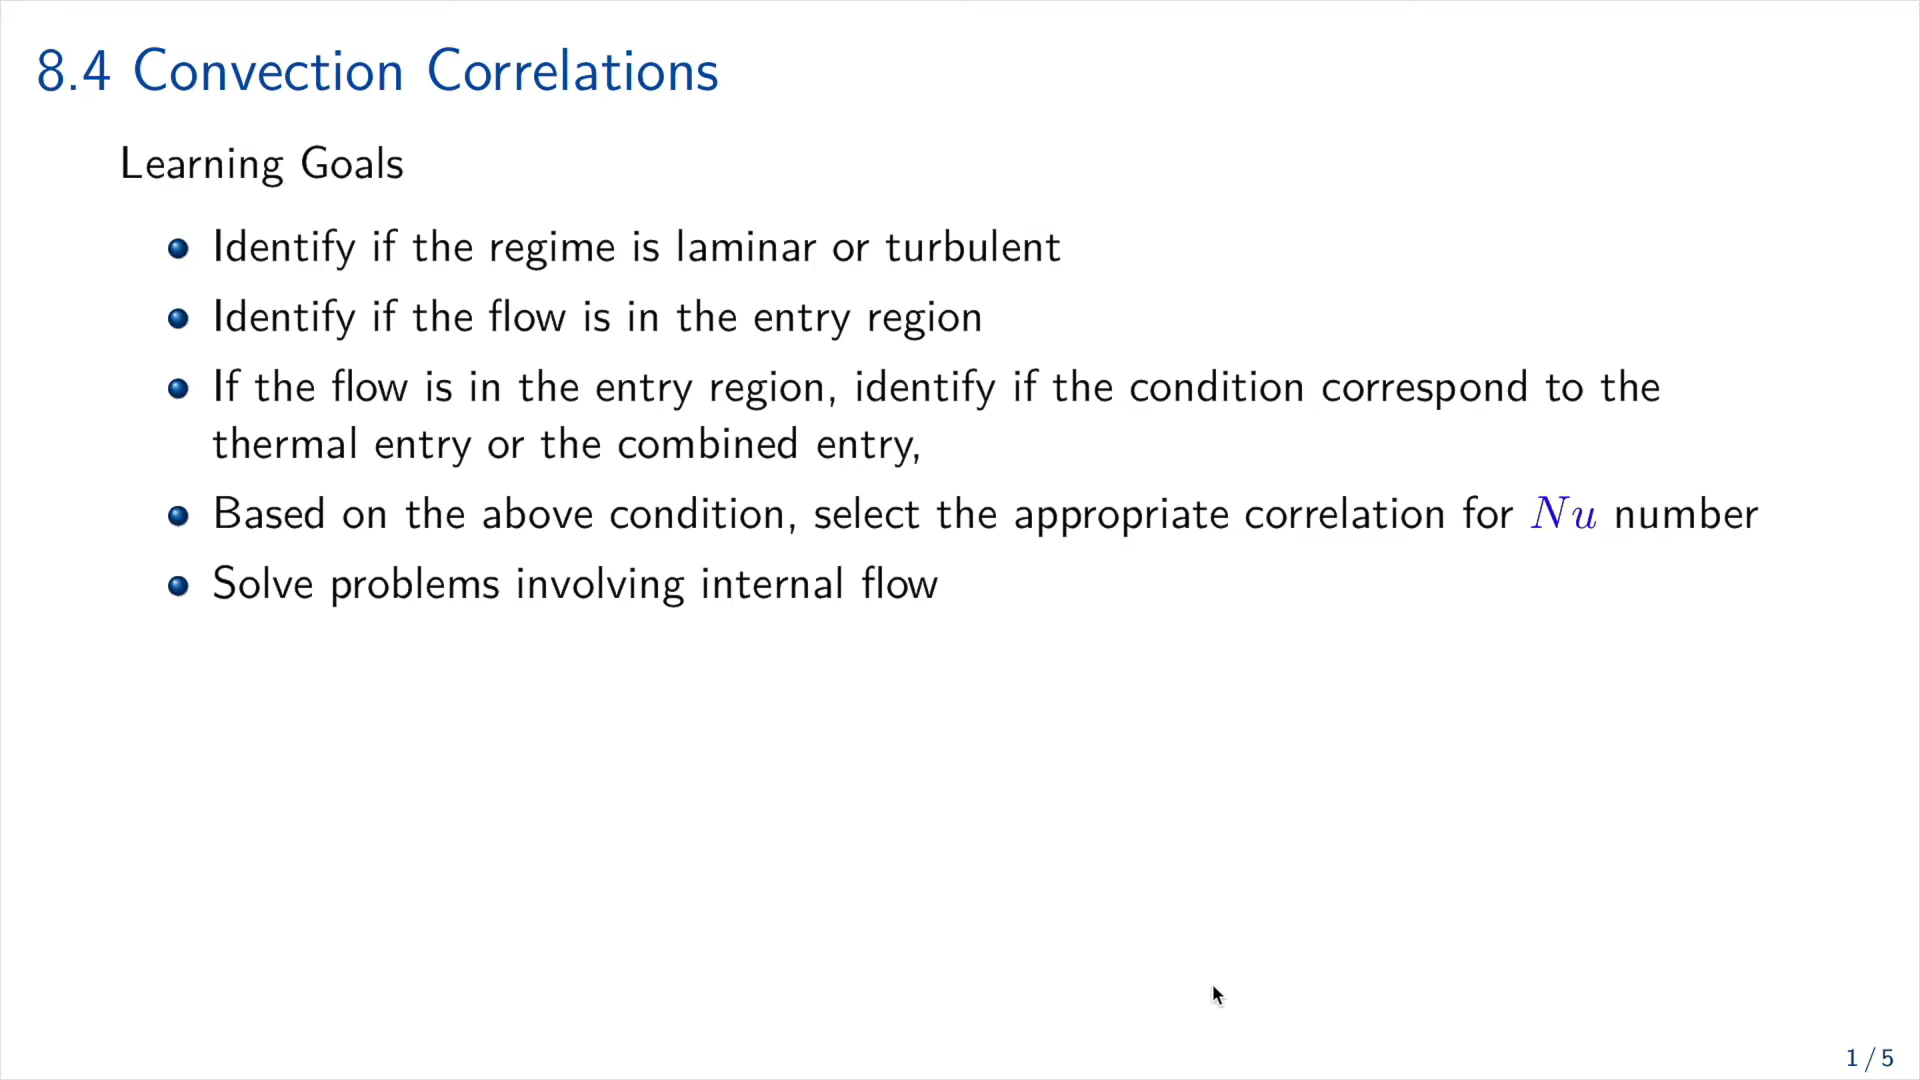 8.4 Convection Correlations
Learning Goals
Identify if the regime is laminar or turbulent
Identify if the flow is in the entry region
If the flow is in the entry region, identify if the condition correspond to the
thermal entry or the combined entry,
Based on the above condition, select the appropriate correlation for Nu number
Solve problems involving internal flow
1 / 5